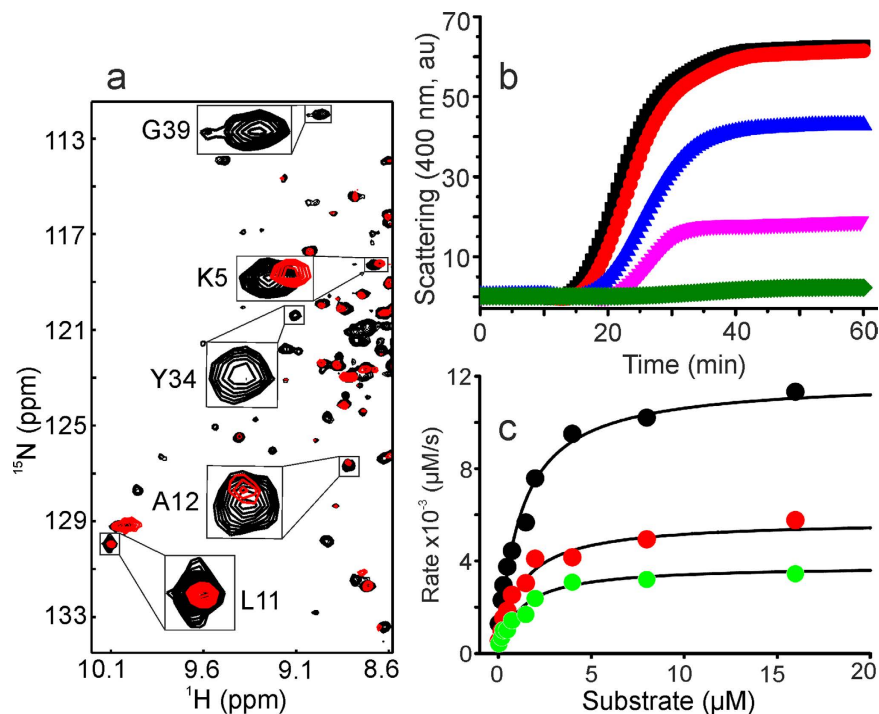 a
G39
K5
Y34
A12
L11
113
117
121
125
129
133
¹⁵N (ppm)
10.1 9.6 9.1 8.6
¹H (ppm)
b
70
50
30
10
Scattering (400 nm, au)
0 20 40 60
Time (min)
c
12
8
4
0
Rate x10⁻³ (µM/s)
0 5 10 15 20
Substrate (µM)